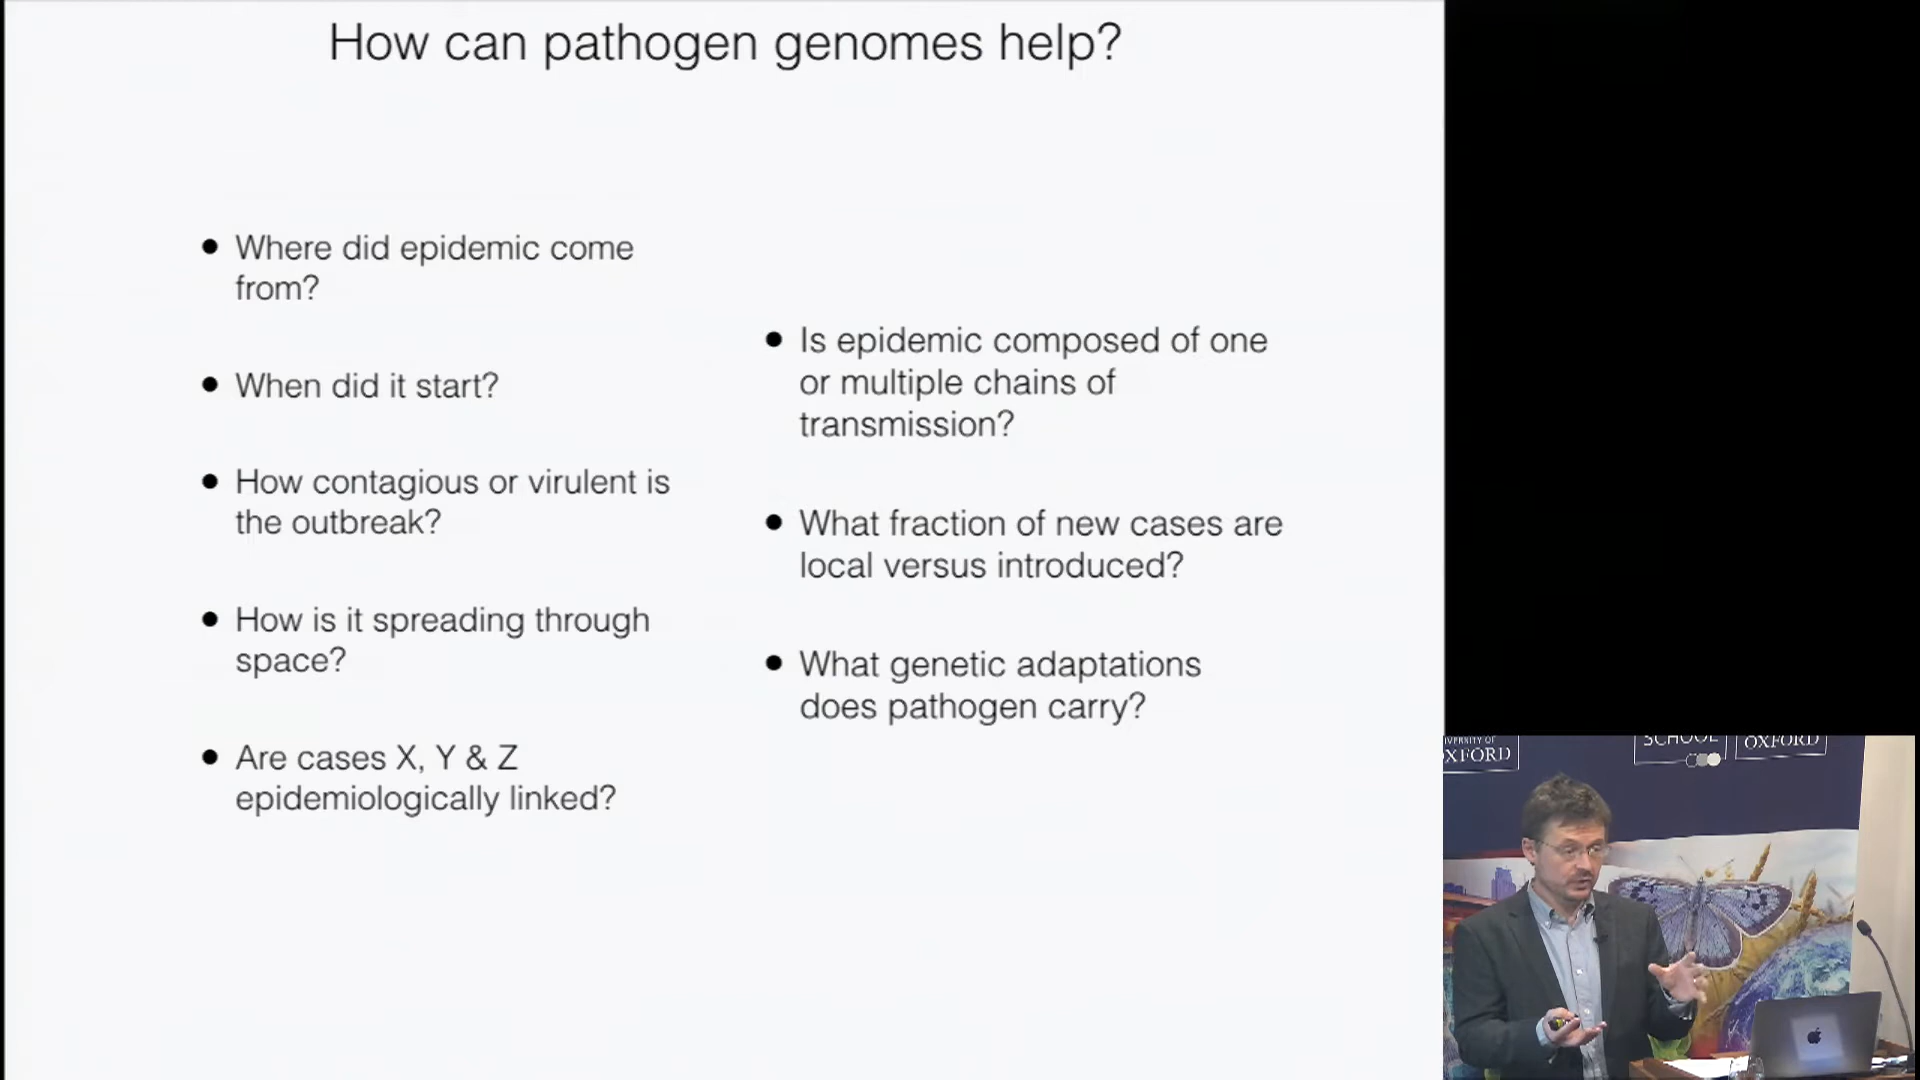 How can pathogen genomes help?
• Where did epidemic come
from?
• When did it start?
• How contagious or virulent is
the outbreak?
• How is it spreading through
space?
• Are cases X, Y & Z
epidemiologically linked?
• Is epidemic composed of one
or multiple chains of
transmission?
• What fraction of new cases are
local versus introduced?
• What genetic adaptations
does pathogen carry?
OXFORD
SCHOOL
OXFORD